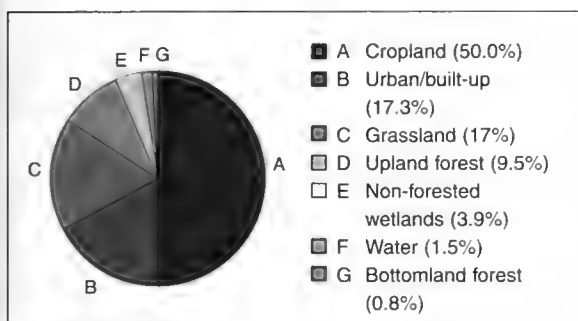 G
F
E
D
C
A
B
A Cropland (50.0%)
B Urban/built-up
(17.3%)
C Grassland (17%)
D Upland forest (9.5%)
E Non-forested
wetlands (3.9%)
F Water (1.5%)
G Bottomland forest
(0.8%)